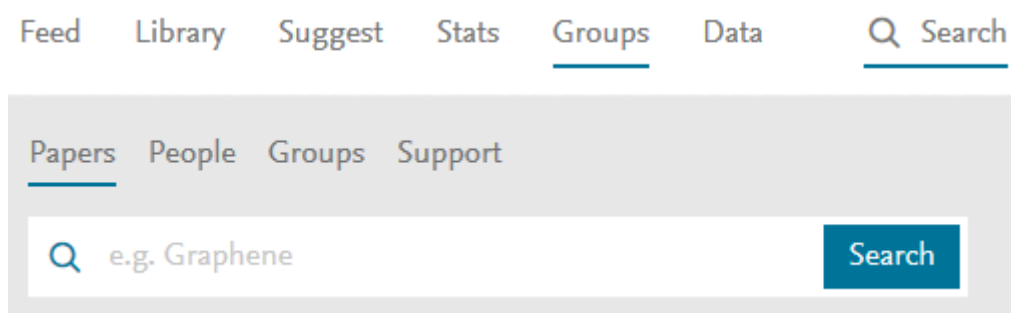 Feed Library Suggest Stats Groups Data Search
Papers People Groups Support
e.g. Graphene Search